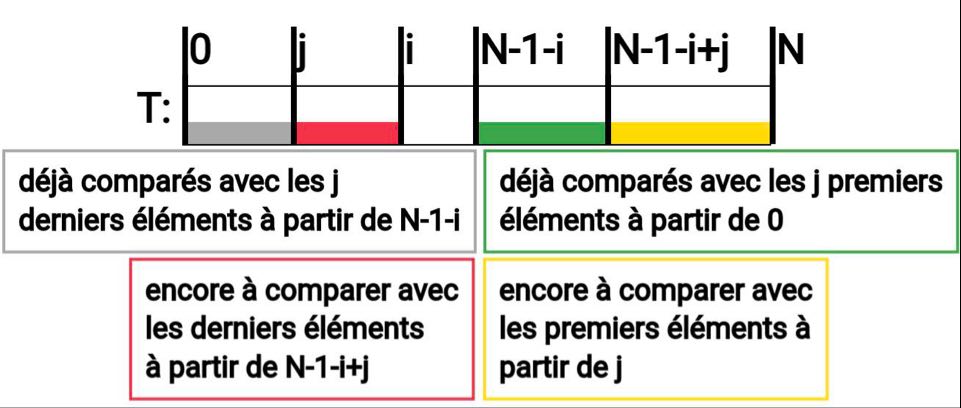 0 j i N-1-i N-1-i+j N
T:
déjà comparés avec les j
derniers éléments à partir de N-1-i
déjà comparés avec les j premiers
éléments à partir de 0
encore à comparer avec
les derniers éléments
à partir de N-1-i+j
encore à comparer avec
les premiers éléments à
partir de j